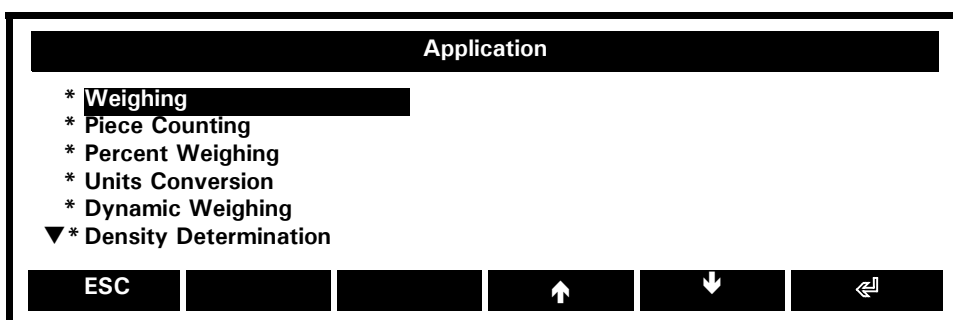 Application
* Weighing
* Piece Counting
* Percent Weighing
* Units Conversion
* Dynamic Weighing
▼* Density Determination
ESC ↑ ↓ ↵